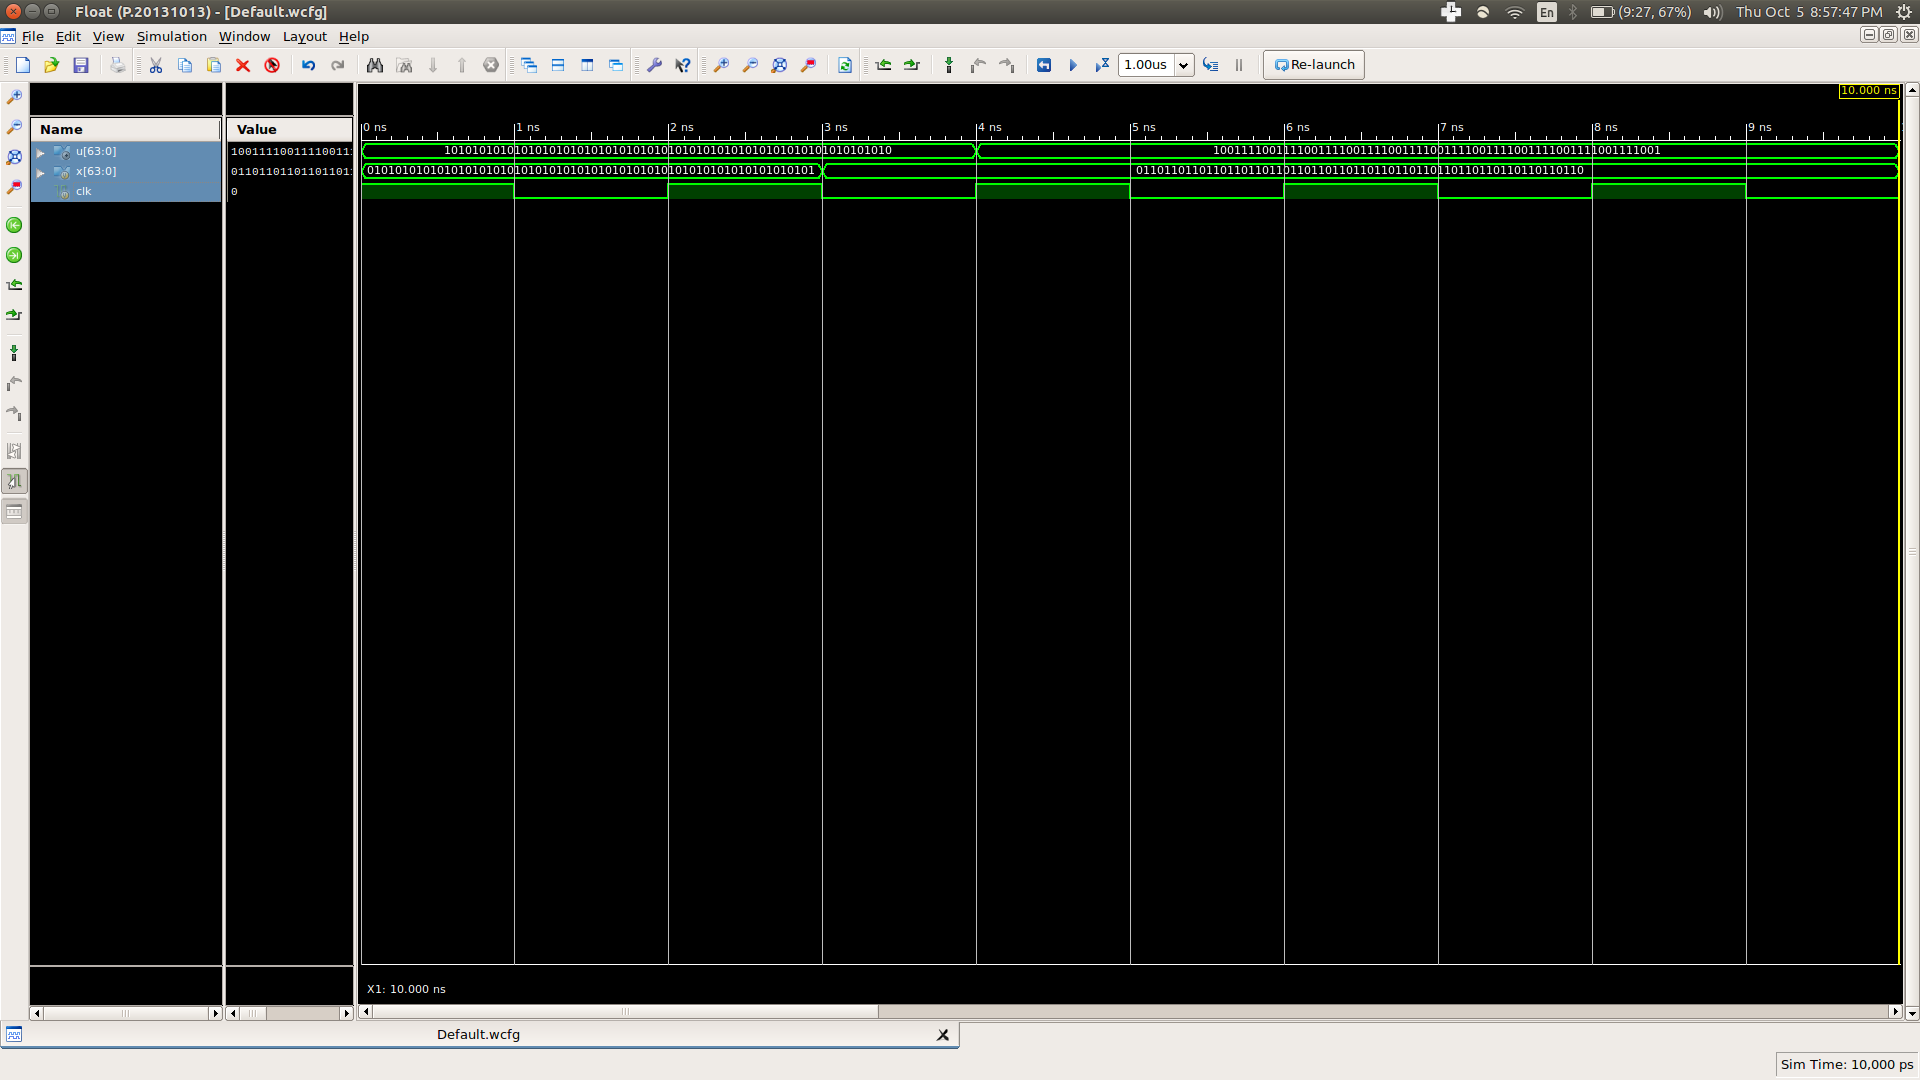 Float (P.20131013) - [Default.wcfg]
En
(9:27, 67%)
Thu Oct 5 8:57:47 PM
File Edit View Simulation Window Layout Help
1.00us
Re-launch
10.000 ns
Name Value
0 ns 1 ns 2 ns 3 ns 4 ns 5 ns 6 ns 7 ns 8 ns 9 ns
u[63:0] 10011110011110011 1010101010101010101010101010101010101010101010101010101010101010 1001111001111001111001111001111001111001111001111001111001111001
x[63:0] 01101101101101101 0101010101010101010101010101010101010101010101010101010101010101 0110110110110110110110110110110110110110110110110110110110110110
clk 0
X1: 10.000 ns
Default.wcfg
Sim Time: 10,000 ps